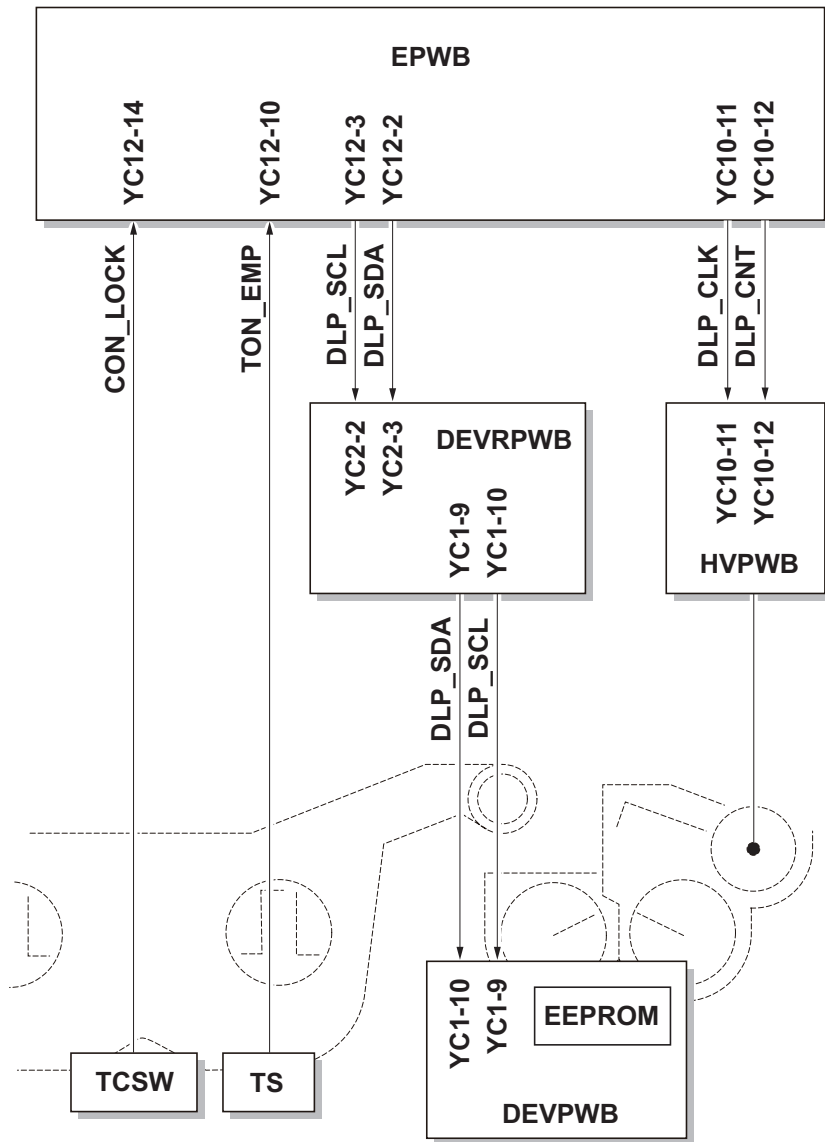 EPWB
YC12-14
YC12-10
YC12-3
YC12-2
YC10-11
YC10-12
CON_LOCK
TON_EMP
DLP_SCL
DLP_SDA
DLP_CLK
DLP_CNT
YC2-2
YC2-3
DEVRPWB
YC1-9
YC1-10
YC10-11
YC10-12
HVPWB
DLP_SDA
DLP_SCL
YC1-10
YC1-9
EEPROM
DEVPWB
TCSW
TS